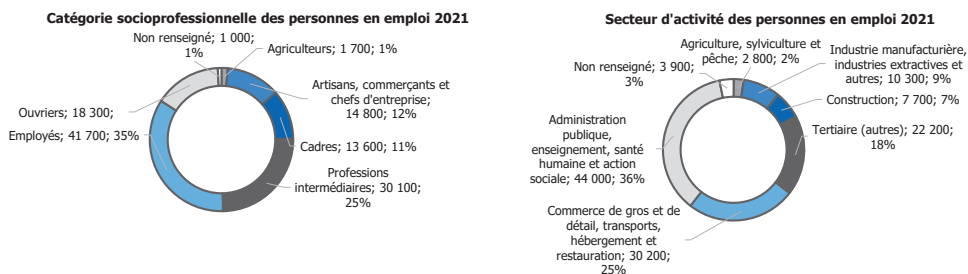 Catégorie socioprofessionnelle des personnes en emploi 2021
Non renseigné; 1 000;
1%
Agriculteurs; 1 700; 1%
Artisans, commerçants et
chefs d'entreprise;
14 800; 12%
Cadres; 13 600; 11%
Professions
intermédiaires; 30 100;
25%
Employés; 41 700; 35%
Ouvriers; 18 300;
Secteur d'activité des personnes en emploi 2021
Agriculture, sylviculture et
pêche; 2 800; 2%
Industrie manufacturière,
industries extractives et
autres; 10 300; 9%
Construction; 7 700; 7%
Tertiaire (autres); 22 200;
18%
Commerce de gros et de
détail, transports,
hébergement et
restauration; 30 200;
25%
Administration
publique,
enseignement, santé
humaine et action
sociale; 44 000; 36%
Non renseigné; 3 900;
3%